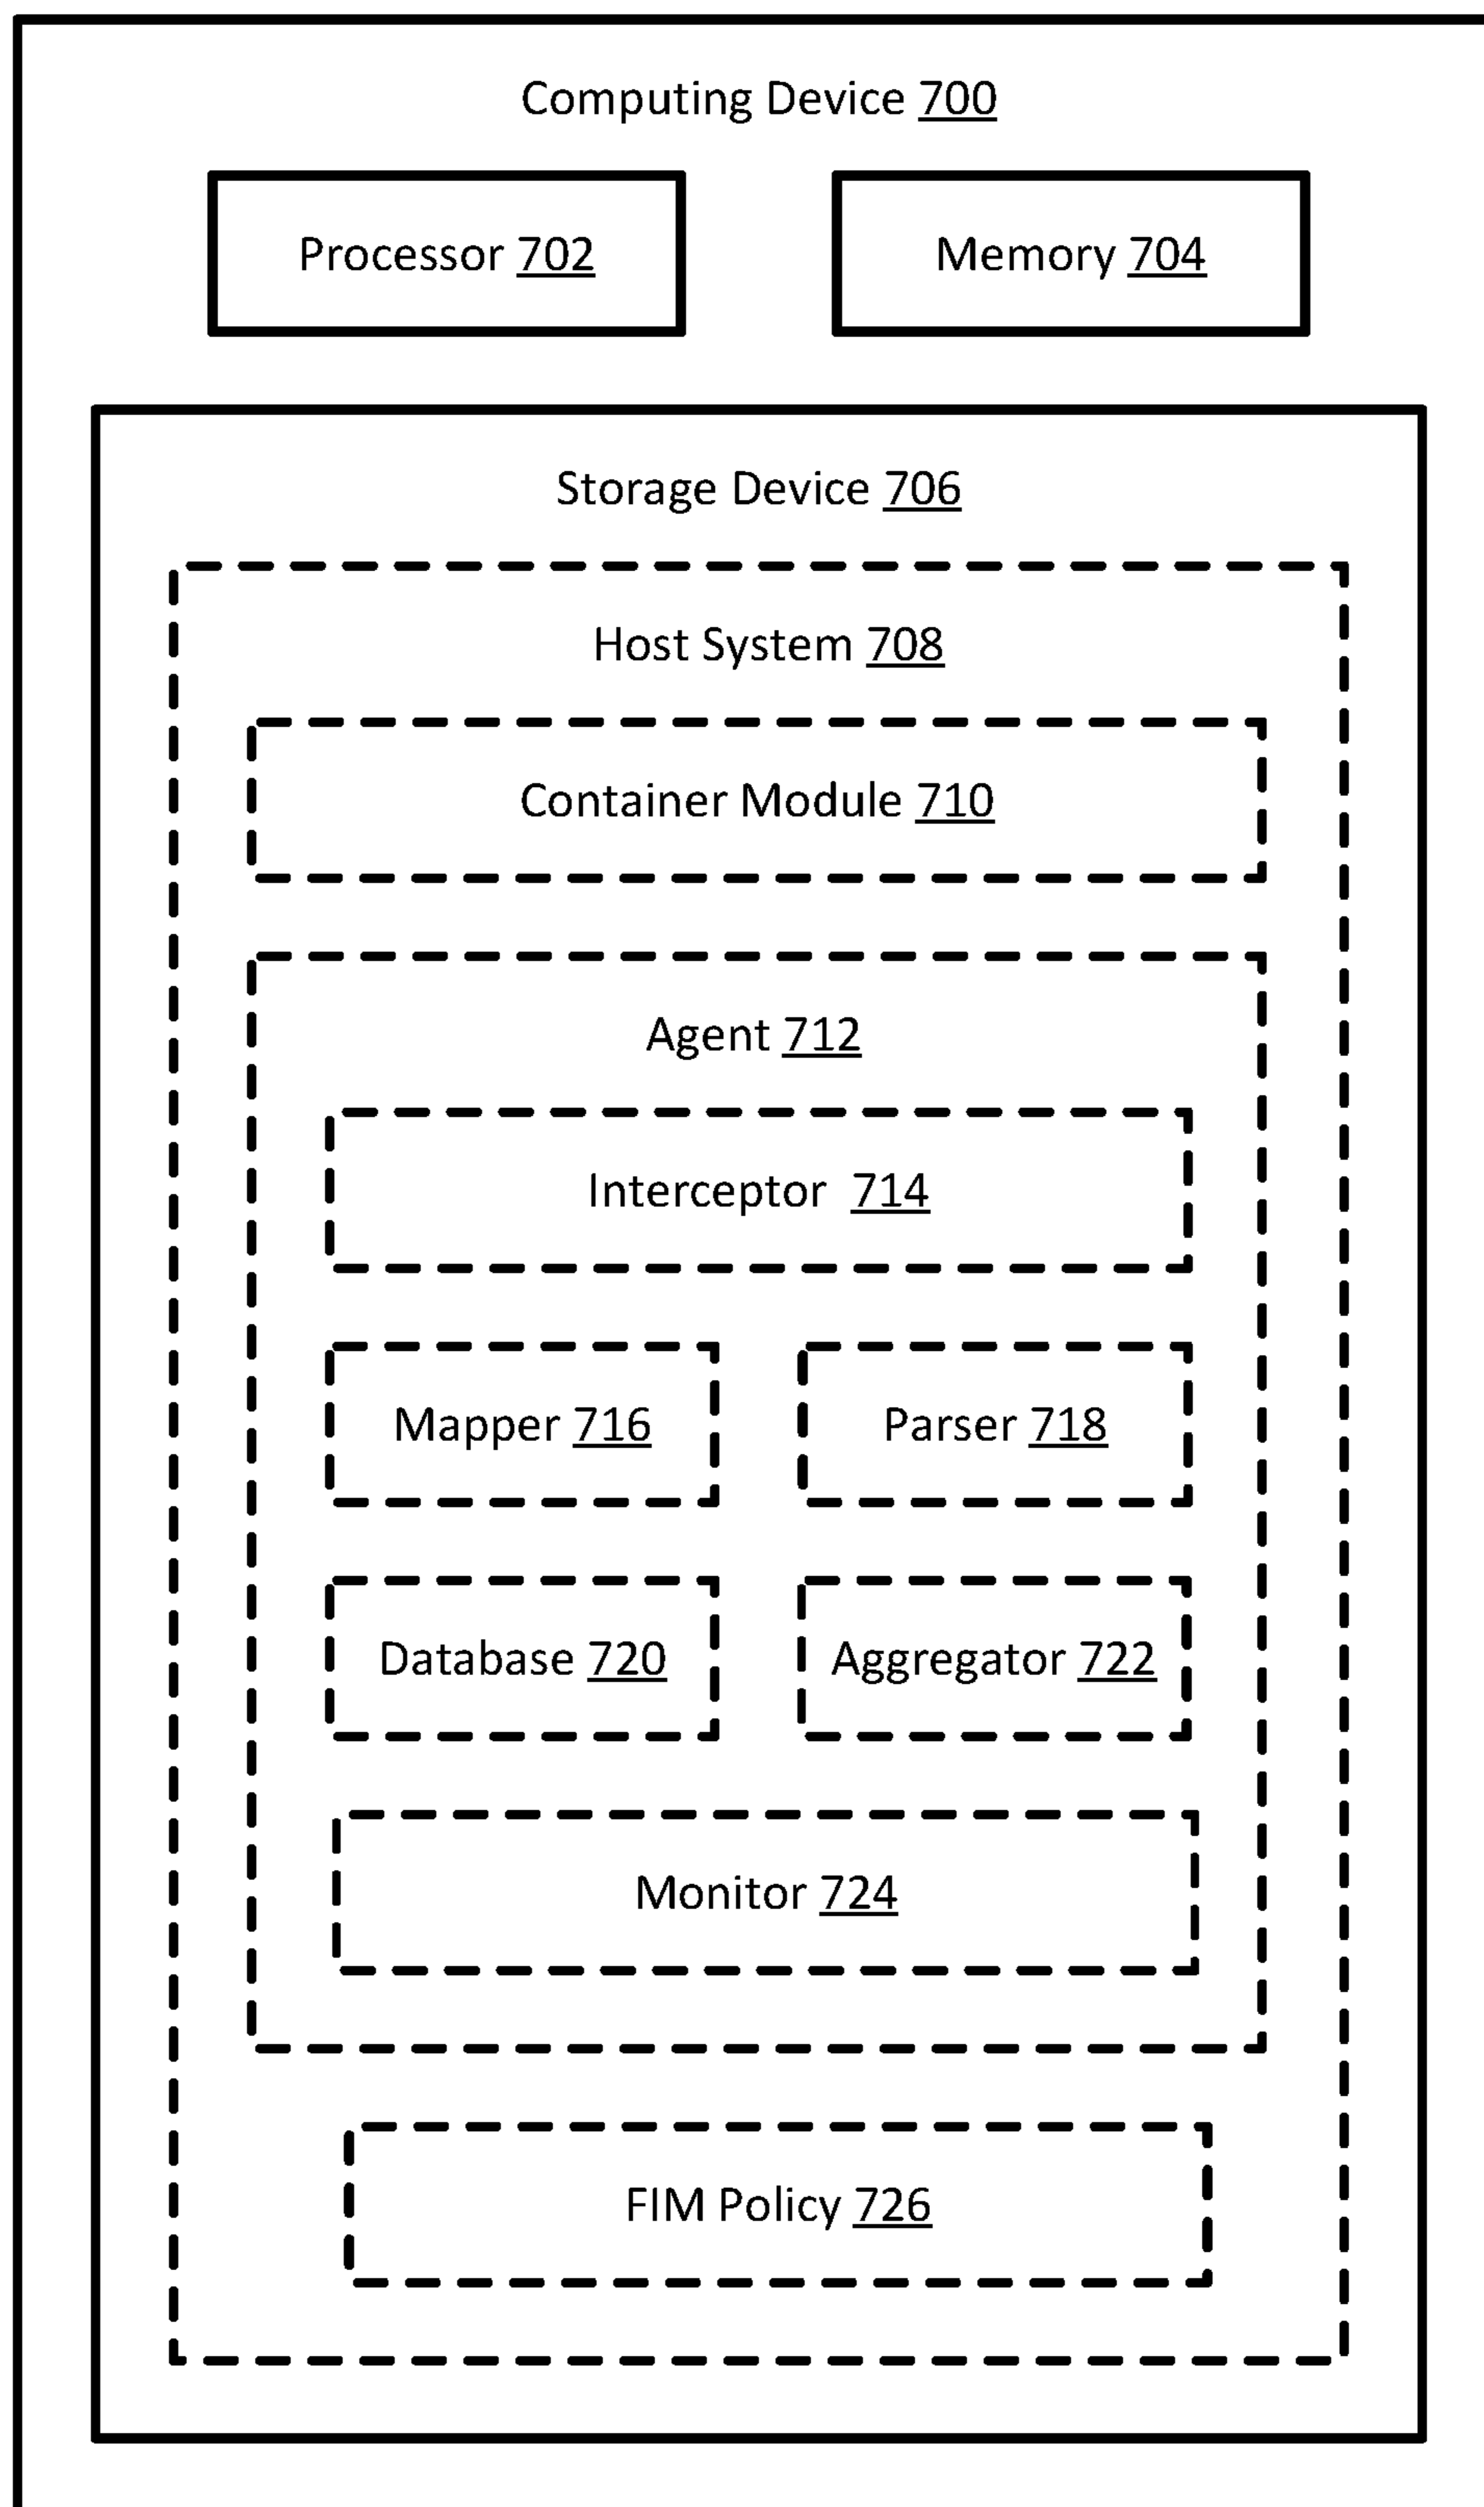 Computing Device 700
Processor 702
Memory 704
Storage Device 706
Host System 708
Container Module 710
Agent 712
Interceptor 714
Mapper 716
Parser 718
Database 720
Aggregator 722
Monitor 724
FIM Policy 726